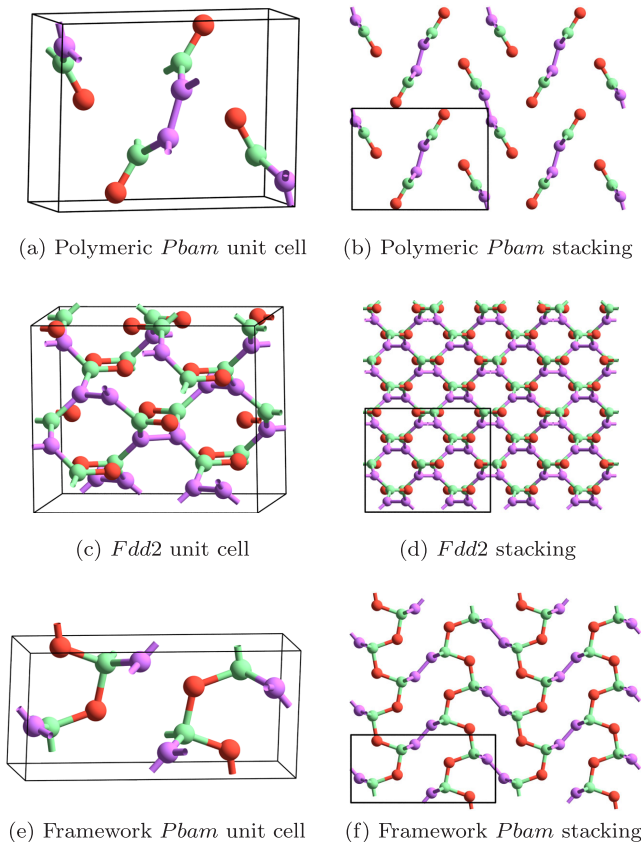 (a) Polymeric Pbam unit cell
(b) Polymeric Pbam stacking
(c) Fdd2 unit cell
(d) Fdd2 stacking
(e) Framework Pbam unit cell
(f) Framework Pbam stacking